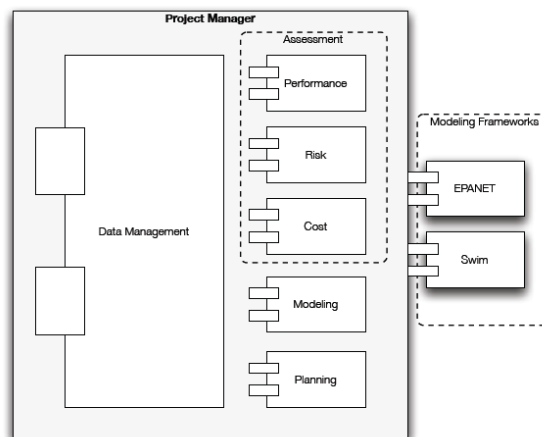 Project Manager
Assessment
Performance
Modeling Frameworks
Risk
EPANET
Cost
Data Management
Swim
Modeling
Planning